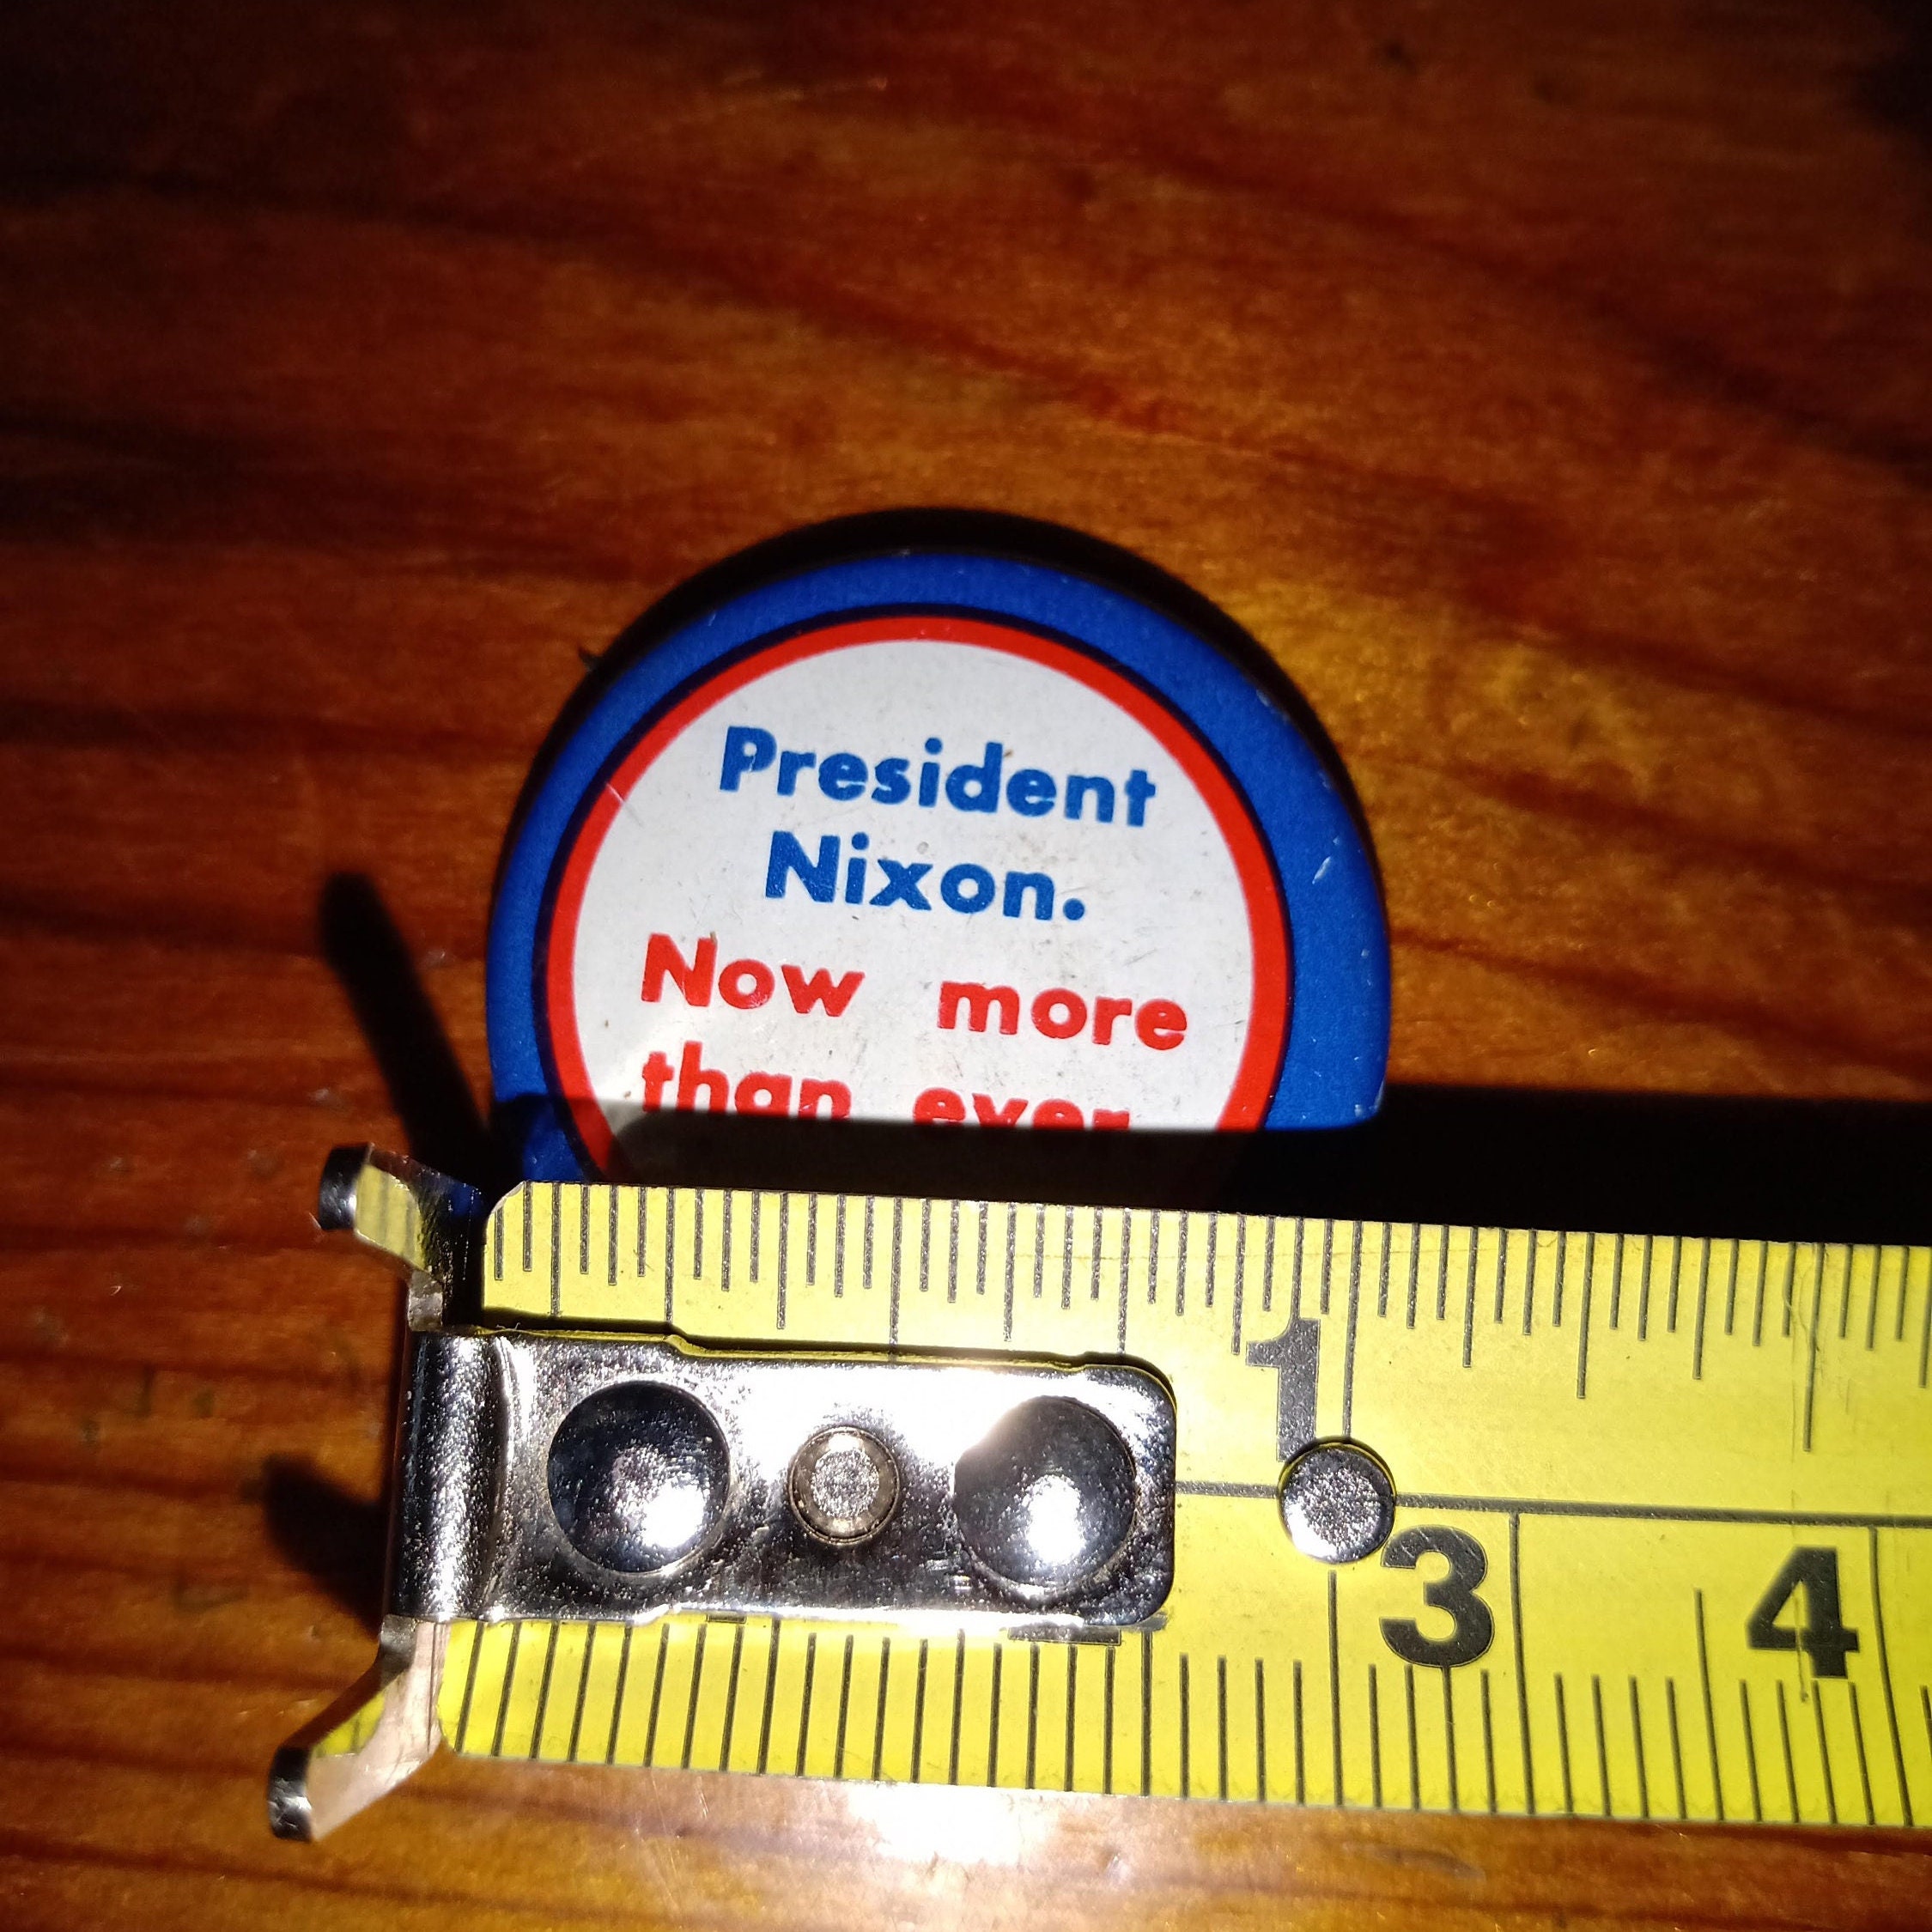 President
Nixon.
Now more
than ever
1
3
4